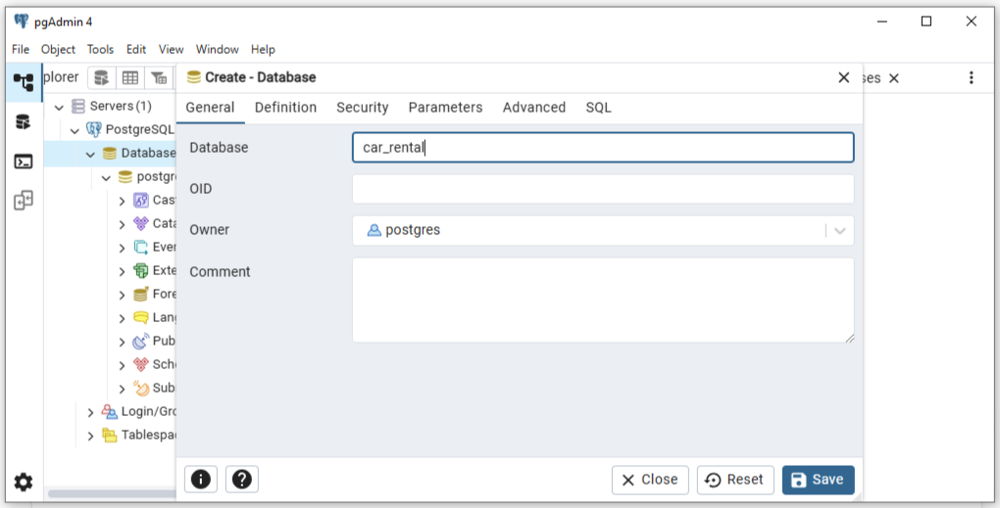 pgAdmin 4
File Object Tools Edit View Window Help
plorer
Create - Database
ses
General Definition Security Parameters Advanced SQL
Servers (1)
PostgreSQL
Database
postgr
Cas
Cata
Ever
Exte
Fore
Lang
Pub
Sche
Sub
Login/Gro
Tablespa
Database car_rental
OID
Owner postgres
Comment
Close Reset Save